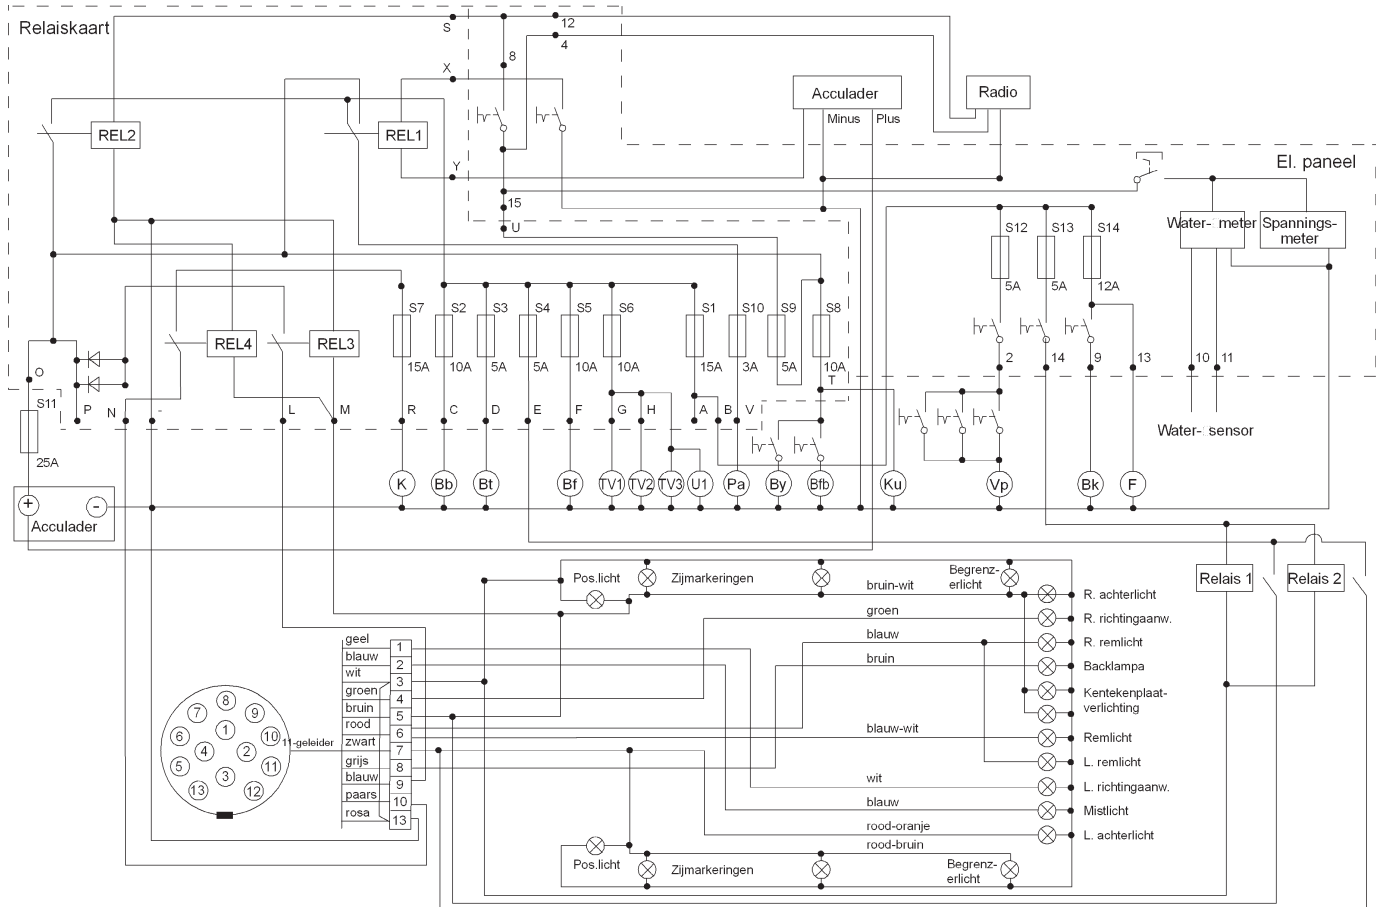 Relaiskaart
S
12
4
8
X
Acculader
Minus
Plus
Radio
REL2
REL1
El. paneel
Y
15
U
S12
S13
S14
Water- meter
Spannings-
meter
5A
5A
12A
S7
S2
S3
S4
S5
S6
S1
S10
S9
S8
REL4
REL3
15A
10A
5A
5A
10A
10A
15A
3A
5A
10A
2
14
9
13
10
11
O
T
S11
P
N
-
L
M
R
C
D
E
F
G
H
A
B
V
Water- sensor
25A
K
Bb
Bt
Bf
TV1
TV2
TV3
U1
Pa
By
Bfb
Ku
Vp
Bk
F
+
-
Acculader
Pos.licht
Zijmarkeringen
Begrenz-
erlicht
Relais 1
Relais 2
bruin-wit
R. achterlicht
groen
R. richtingaanw.
blauw
R. remlicht
bruin
Backlampa
Kentekenplaat-
verlichting
blauw-wit
Remlicht
L. remlicht
wit
L. richtingaanw.
blauw
Mistlicht
rood-oranje
L. achterlicht
rood-bruin
geel 1
blauw 2
wit 3
groen 4
bruin 5
rood 6
zwart 7
grijs 8
blauw 9
paars 10
rosa 13
11-geleider
8
7
9
6
1
10
4
2
5
3
11
13
12
Pos.licht
Zijmarkeringen
Begrenz-
erlicht